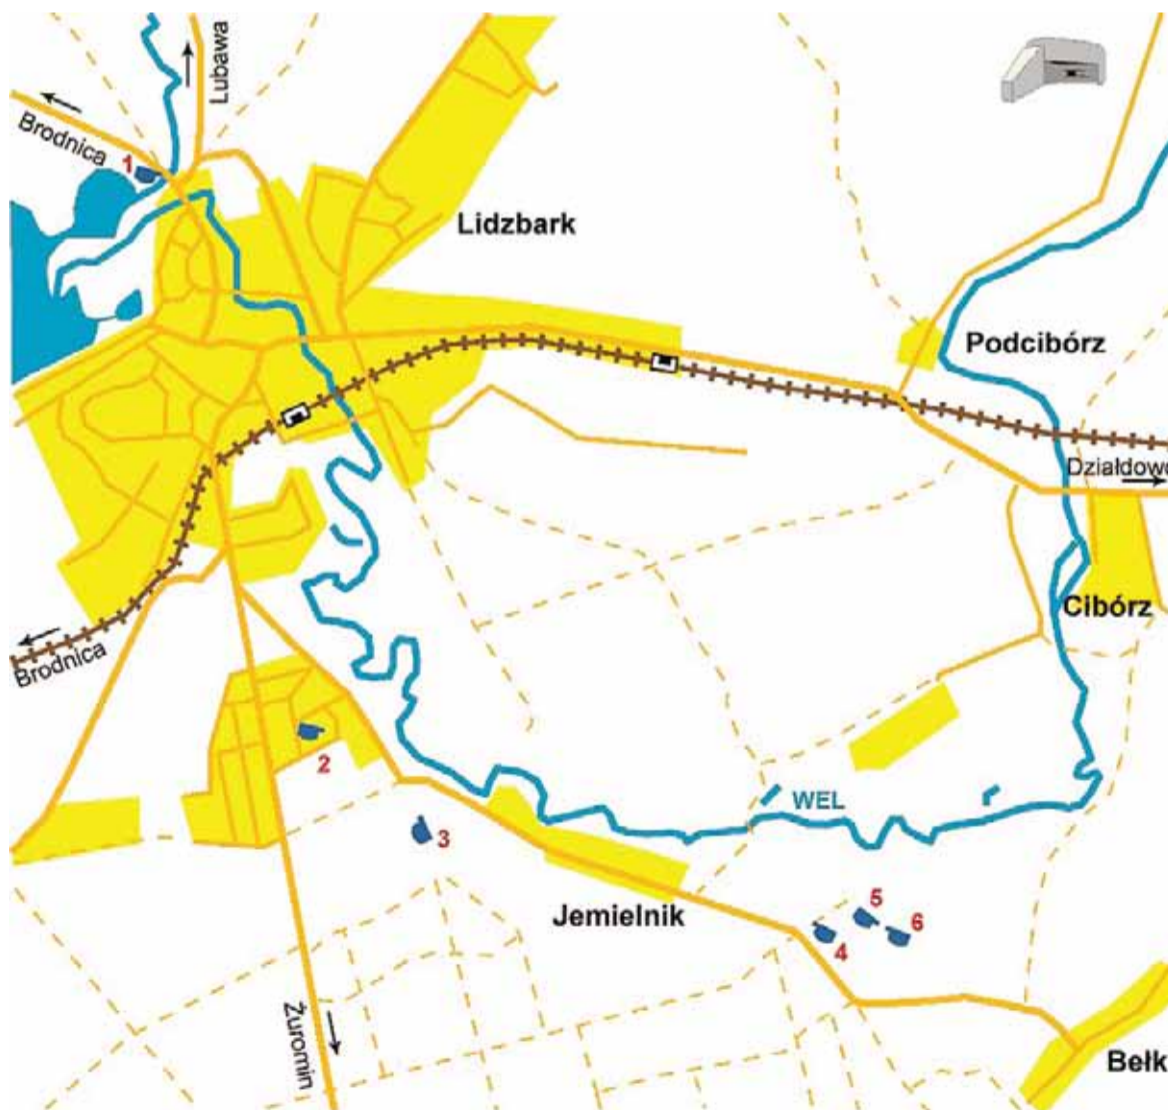 Lubawa
Brodnica
1
Lidzbark
Podcibórz
Działdowo
Cibórz
Brodnica
2
WEL
3
5
6
4
Jemielnik
Żuromin
Bełk